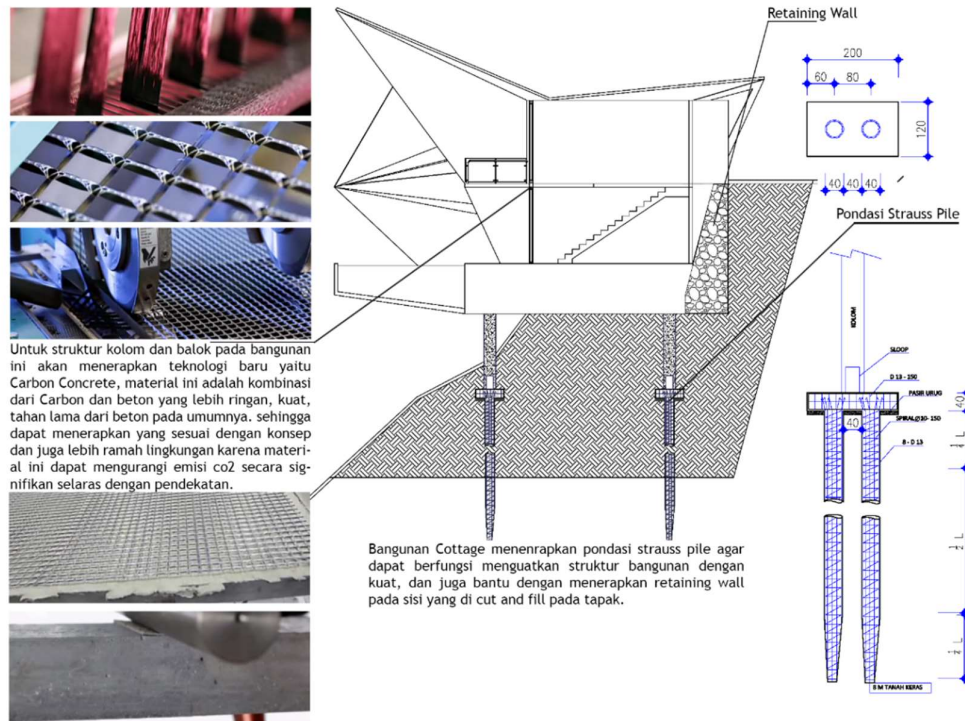 Retaining Wall
200
60
80
120
40
40
40
Pondasi Strauss Pile
KOLOM
SLOOP
D 13 - 150
PASIR URUG
40
40
SPIRAL Ø10- 150
8 - D 13
8 M TANAH KERAS
Untuk struktur kolom dan balok pada bangunan
ini akan menerapkan teknologi baru yaitu
Carbon Concrete, material ini adalah kombinasi
dari Carbon dan beton yang lebih ringan, kuat,
tahan lama dari beton pada umumnya. sehingga
dapat menerapkan yang sesuai dengan konsep
dan juga lebih ramah lingkungan karena materi-
al ini dapat mengurangi emisi co2 secara sig-
nifikan selaras dengan pendekatan.
Bangunan Cottage menenrapkan pondasi strauss pile agar
dapat berfungsi menguatkan struktur bangunan dengan
kuat, dan juga bantu dengan menerapkan retaining wall
pada sisi yang di cut and fill pada tapak.